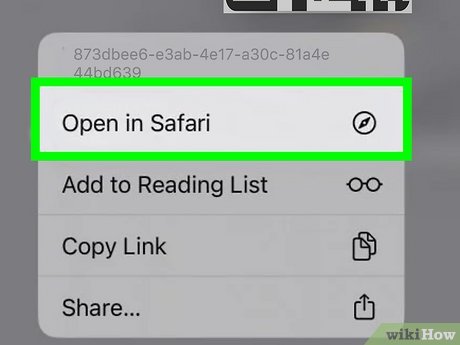 873dbee6-e3ab-4e17-a30c-81a4e
44bd639
Open in Safari
Add to Reading List
Copy Link
Share...
wikiHow